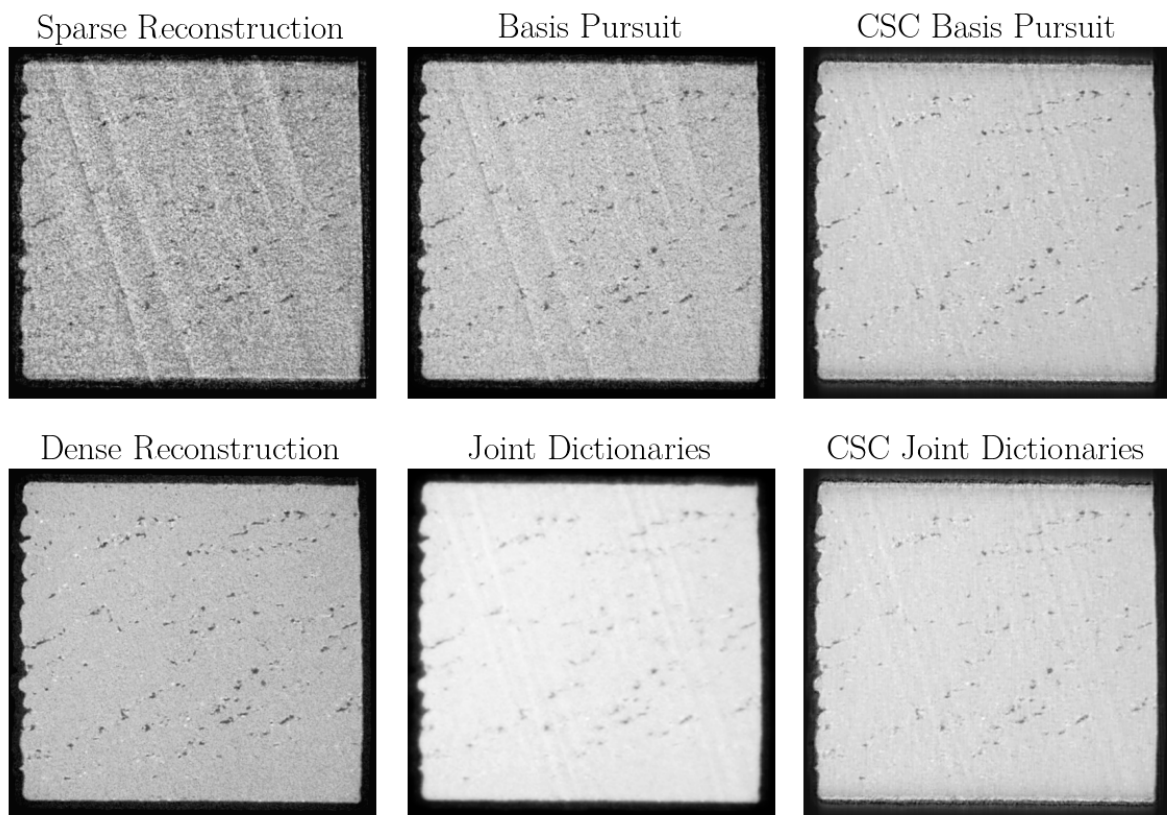 Sparse Reconstruction
Basis Pursuit
CSC Basis Pursuit
Dense Reconstruction
Joint Dictionaries
CSC Joint Dictionaries